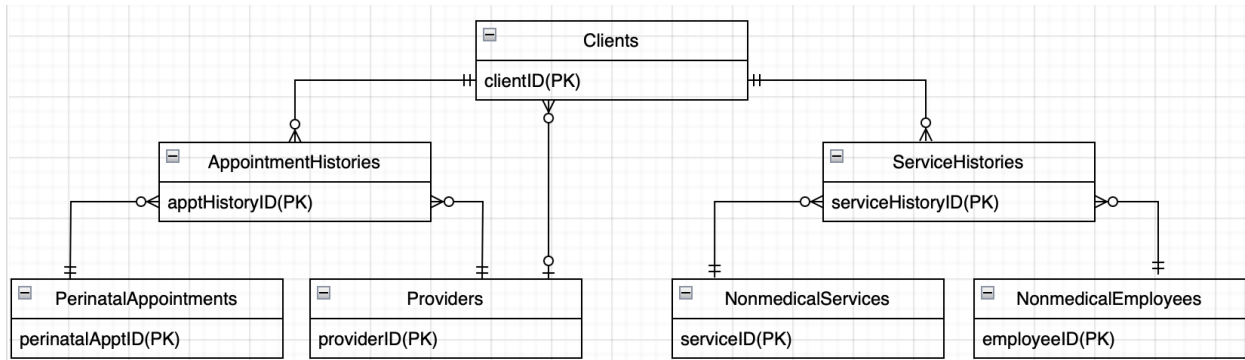 Clients
clientID(PK)
AppointmentHistories
apptHistoryID(PK)
ServiceHistories
serviceHistoryID(PK)
PerinatalAppointments
perinatalApptID(PK)
Providers
providerID(PK)
NonmedicalServices
serviceID(PK)
NonmedicalEmployees
employeeID(PK)